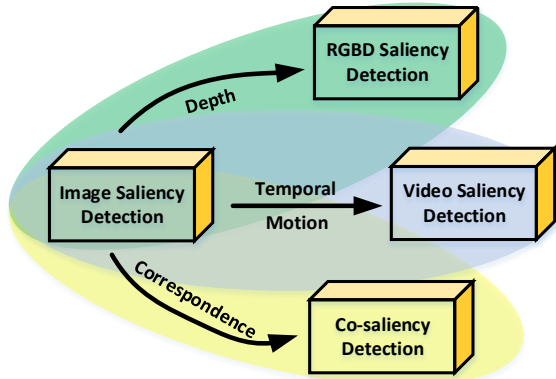 RGBD Saliency
Detection
Depth
Image Saliency
Detection
Temporal
Motion
Video Saliency
Detection
Correspondence
Co-saliency
Detection